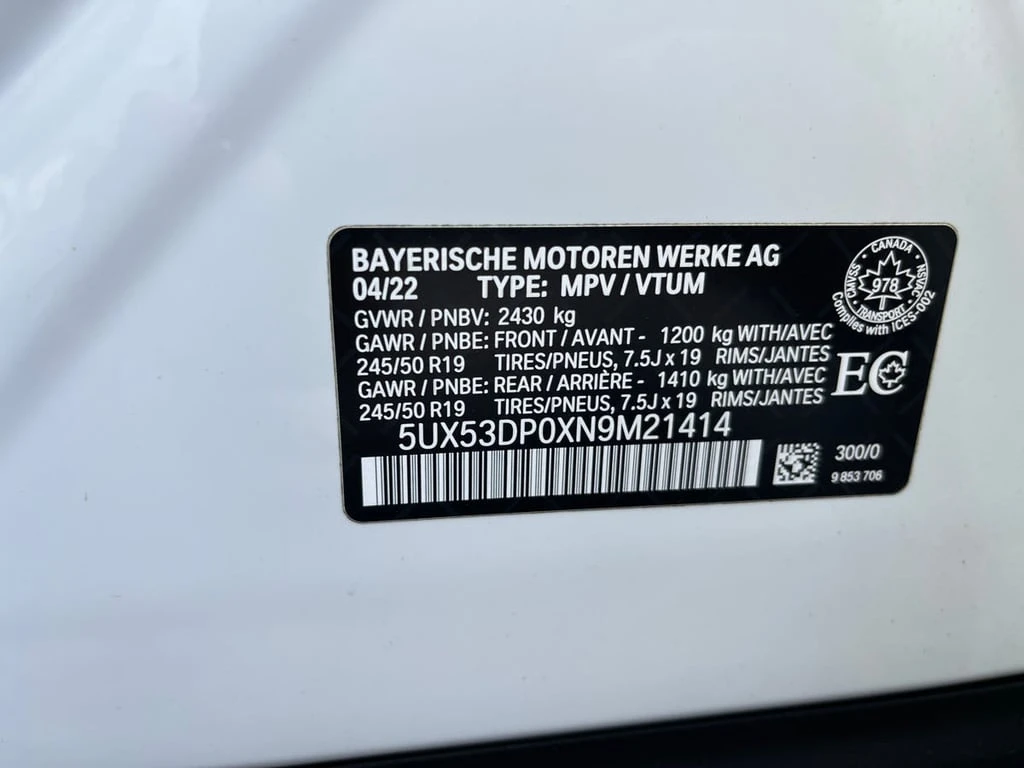 BAYERISCHE MOTOREN WERKE AG
04/22 TYPE: MPV / VTUM
GVWR / PNBV: 2430 kg
GAWR / PNBE: FRONT / AVANT - 1200 kg WITH/AVEC
245/50 R19 TIRES/PNEUS, 7.5J x 19 RIMS/JANTES
GAWR / PNBE: REAR / ARRIÈRE - 1410 kg WITH/AVEC
245/50 R19 TIRES/PNEUS, 7.5J x 19 RIMS/JANTES
5UX53DP0XN9M21414
CANADA
CMVSS
NSVAC
978
TRANSPORT
Complies with ICES-002
EC
300/0
9 853 706